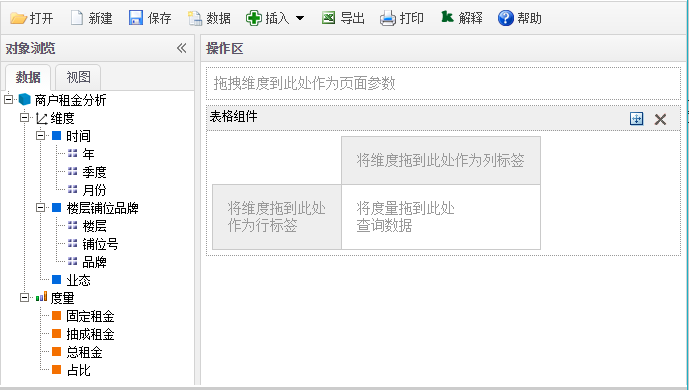 打开 新建 保存 数据 插入 导出 打印 解释 帮助
对象浏览
数据 视图
商户租金分析
维度
时间
年
季度
月份
楼层铺位品牌
楼层
铺位号
品牌
业态
度量
固定租金
抽成租金
总租金
占比
操作区
拖拽维度到此处作为页面参数
表格组件
将维度拖到此处作为列标签
将维度拖到此处
作为行标签
将度量拖到此处
查询数据